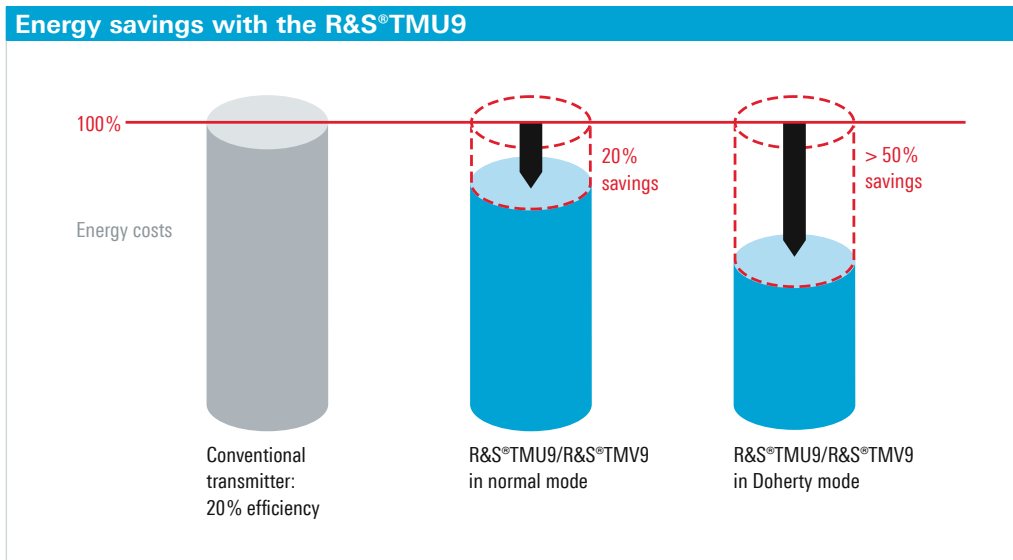 Energy savings with the R&S®TMU9
100%
20%
savings
> 50%
savings
Energy costs
Conventional
transmitter:
20% efficiency
R&S®TMU9/R&S®TMV9
in normal mode
R&S®TMU9/R&S®TMV9
in Doherty mode